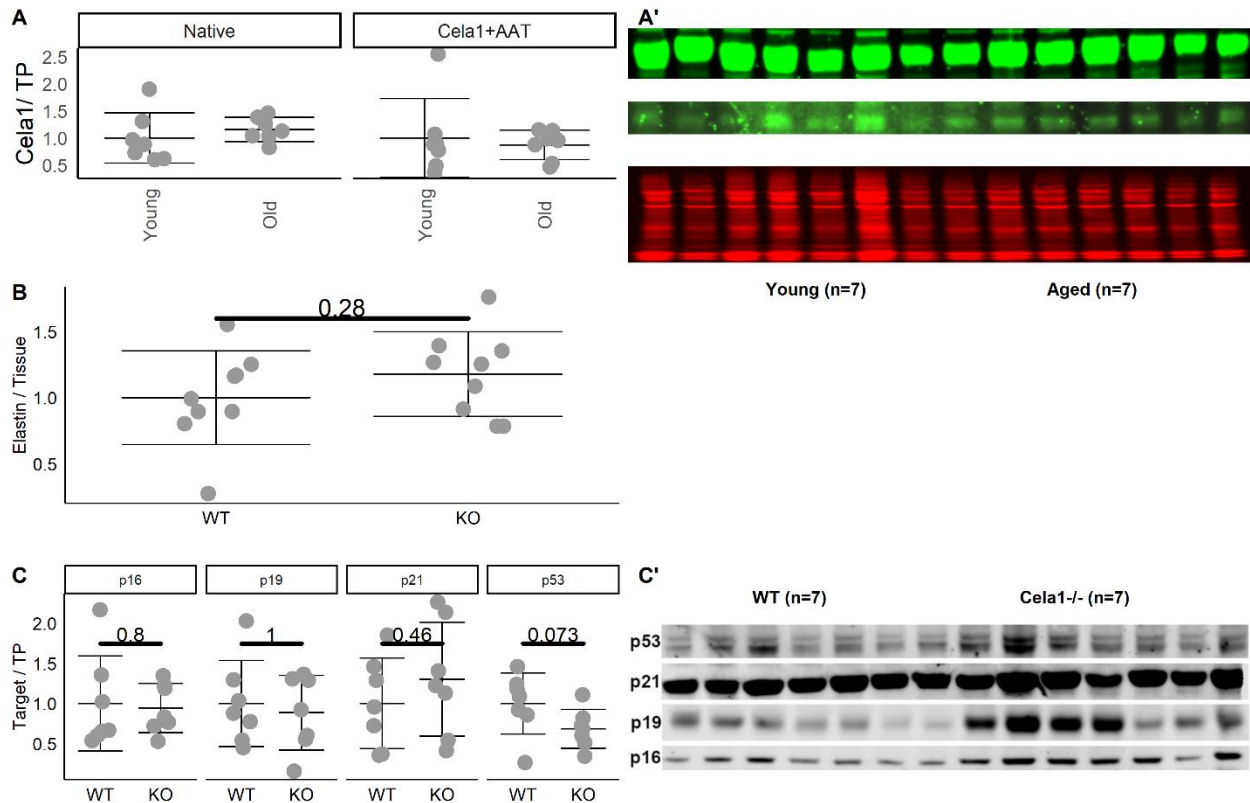 A
Native
Cela1+AAT
Cela1/ TP
2.5
2.0
1.5
1.0
0.5
Young
Old
Young
Old
A'
Young (n=7)
Aged (n=7)
B
Elastin / Tissue
1.5
1.0
0.5
0.28
WT
KO
C
p16
p19
p21
p53
Target / TP
2.0
1.5
1.0
0.5
0.8
1
0.46
0.073
WT
KO
WT
KO
WT
KO
WT
KO
C'
WT (n=7)
Cela1-/- (n=7)
p53
p21
p19
p16